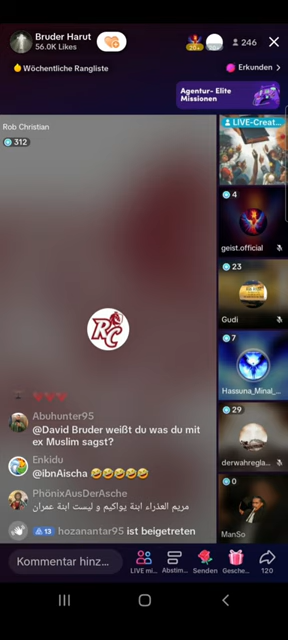 Bruder Harut
56.0K Likes
20+
10+
246
Wöchentliche Rangliste
Erkunden
Agentur- Elite
Missionen
Rob Christian
312
LIVE-Creat...
4
geist.official
23
Gudi
7
Hassuna_Minal_...
29
derwahregla...
0
ManSo
RC
Abuhunter95
@David Bruder weißt du was du mit
ex Muslim sagst?
Enkidu
@ibnAischa 🤣🤣🤣🤣🤣
PhönixAusDerAsche
مريم العذراء ابنة يواكيم و ليست ابنة عمران
13 hozanantar95 ist beigetreten
Kommentar hinz...
LIVE mi...
Abstim...
Senden
Gesche...
120